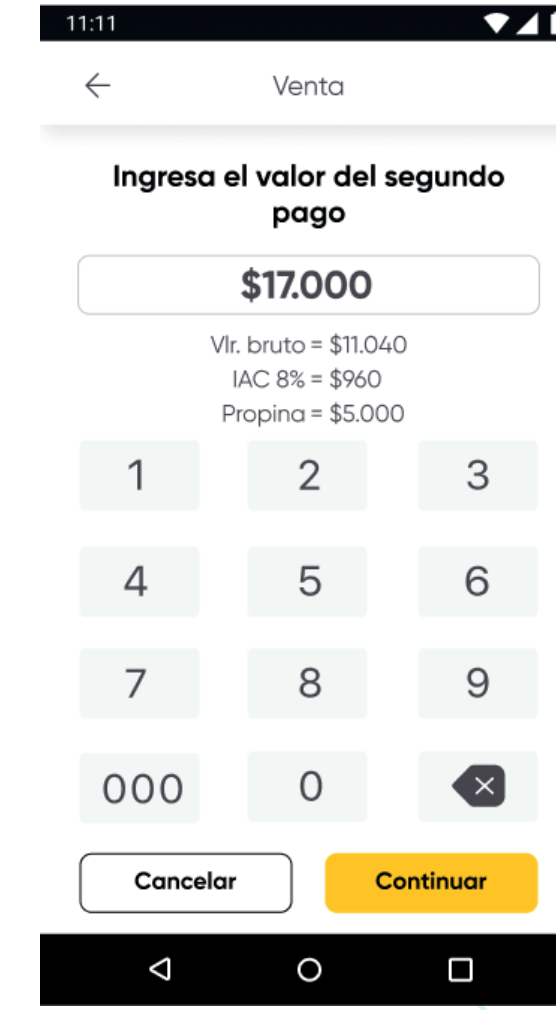 11:11
Venta
Ingresa el valor del segundo
pago
$17.000
Vlr. bruto = $11.040
IAC 8% = $960
Propina = $5.000
1 2 3
4 5 6
7 8 9
000 0
Cancelar Continuar